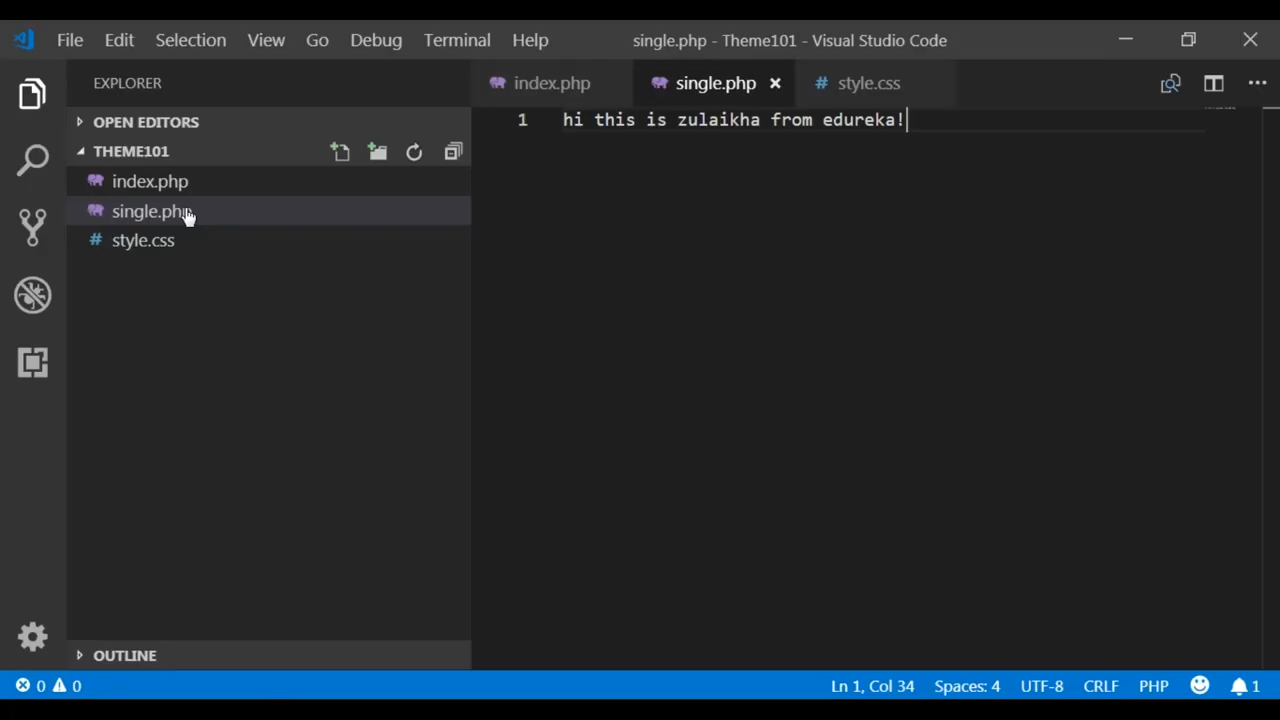 File Edit Selection View Go Debug Terminal Help single.php - Theme101 - Visual Studio Code
EXPLORER
index.php single.php style.css
OPEN EDITORS
1 hi this is zulaikha from edureka!
THEME101
index.php
single.php
style.css
OUTLINE
0 0 Ln 1, Col 34 Spaces: 4 UTF-8 CRLF PHP 1